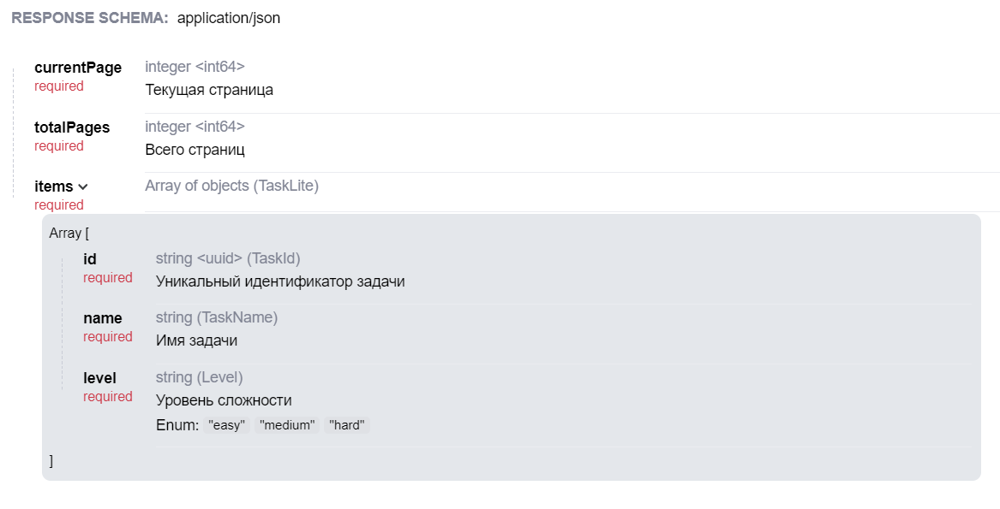 RESPONSE SCHEMA: application/json
currentPage integer <int64>
required Текущая страница
totalPages integer <int64>
required Всего страниц
items Array of objects (TaskLite)
required
Array [
id string <uuid> (TaskId)
required Уникальный идентификатор задачи
name string (TaskName)
required Имя задачи
level string (Level)
required Уровень сложности
Enum: "easy" "medium" "hard"
]